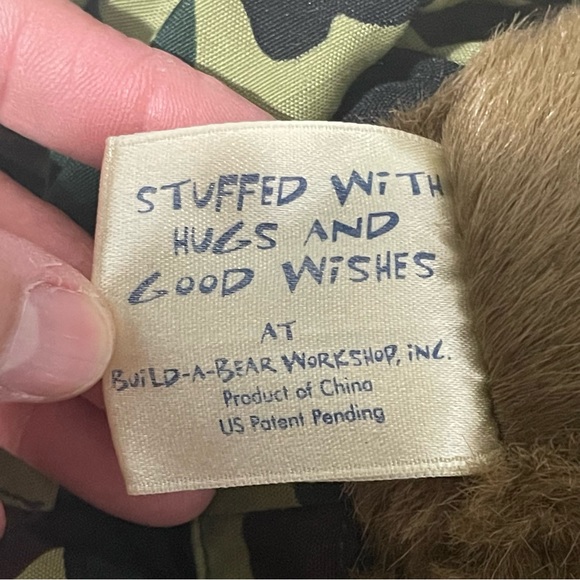 STUFFED WiTH
HUGS AND
GOOD WiSHES
AT
BUiLD-A-BEAR WORKSHOP, iNC.
Product of China
US Patent Pending